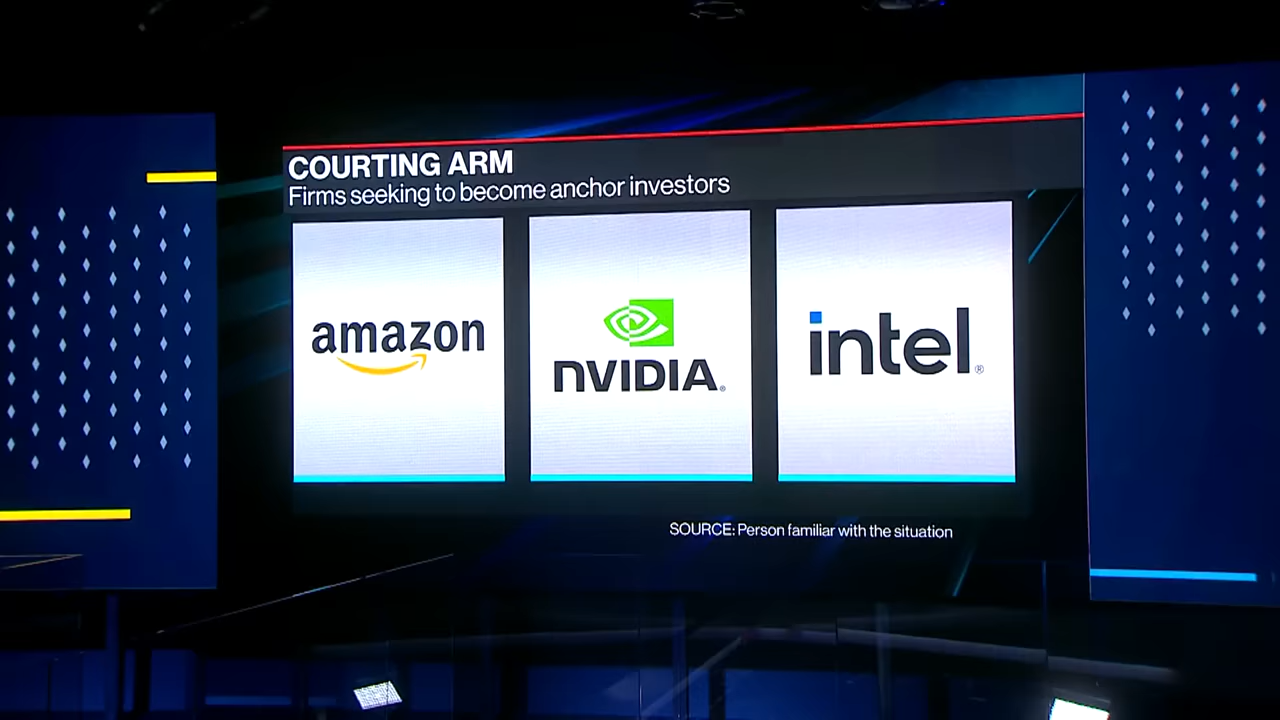 COURTING ARM
Firms seeking to become anchor investors
amazon
NVIDIA®
intel®
SOURCE: Person familiar with the situation